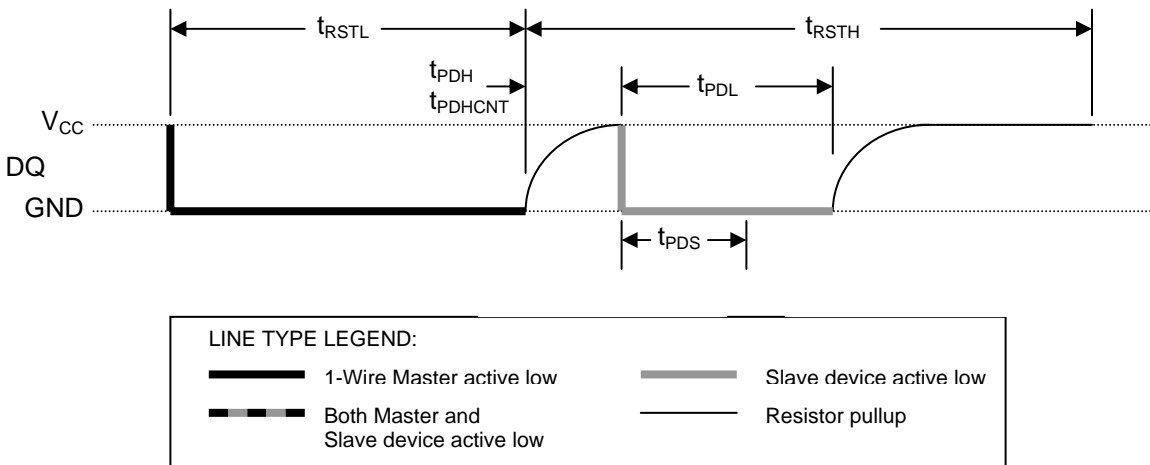 tRSTL
tRSTH
tPDH
tPDHCNT
tPDL
VCC
DQ
GND
tPDS
LINE TYPE LEGEND:
1-Wire Master active low
Slave device active low
Both Master and
Slave device active low
Resistor pullup